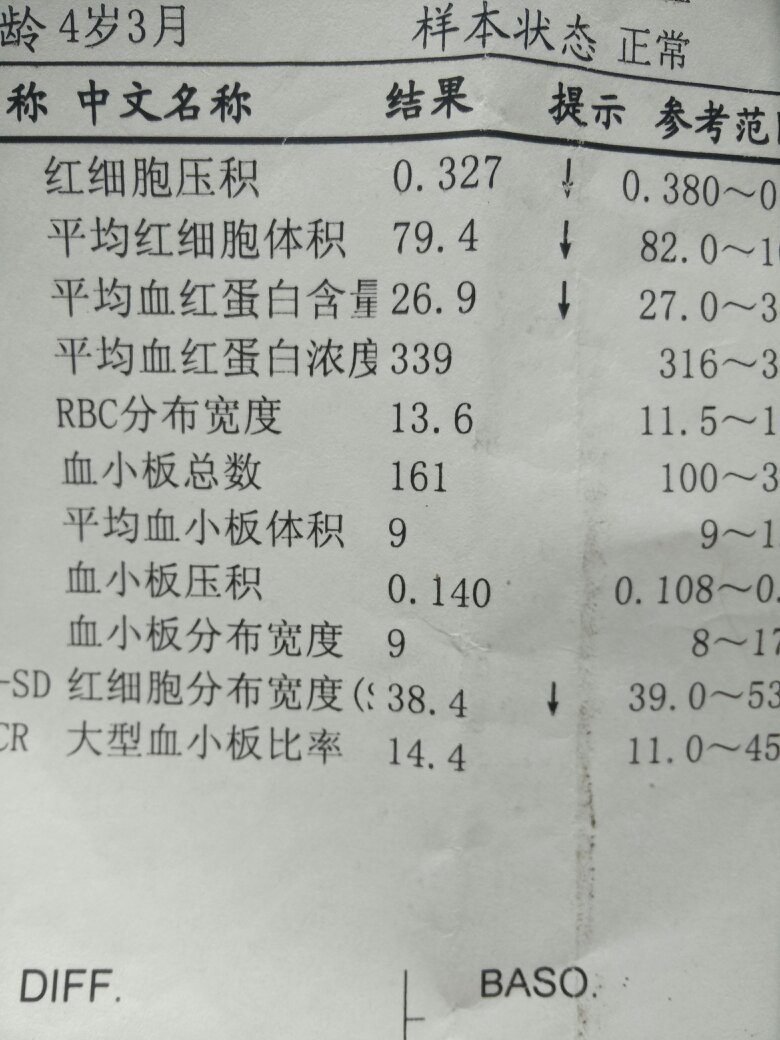 龄 4岁3月 样本状态 正常
称 中文名称 结果 提示 参考范
红细胞压积 0.327 ↓ 0.380～0
平均红细胞体积 79.4 ↓ 82.0～1
平均血红蛋白含量 26.9 ↓ 27.0～3
平均血红蛋白浓度 339 316～3
RBC分布宽度 13.6 11.5～1
血小板总数 161 100～3
平均血小板体积 9 9～1
血小板压积 0.140 0.108～0.
血小板分布宽度 9 8～17
-SD 红细胞分布宽度( 38.4 ↓ 39.0～53
CR 大型血小板比率 14.4 11.0～45
DIFF. BASO.